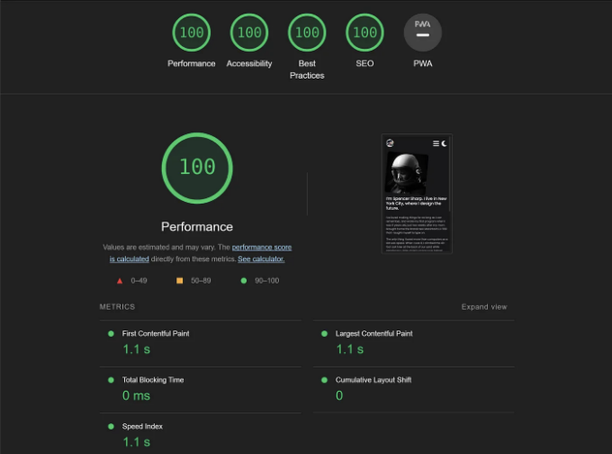 100 100 100 100 PWA
Performance Accessibility Best Practices SEO PWA
100
I'm Spencer Sharp. I live in New
York City, where I design the
future.
Performance
Values are estimated and may vary. The performance score
is calculated directly from these metrics. See calculator.
0–49 50–89 90–100
METRICS Expand view
First Contentful Paint Largest Contentful Paint
1.1 s 1.1 s
Total Blocking Time Cumulative Layout Shift
0 ms 0
Speed Index
1.1 s